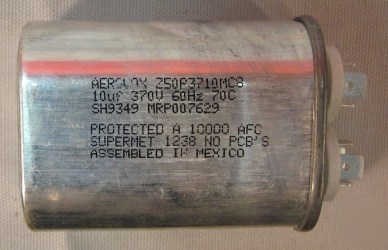 AEROVOX Z50P3710MC8
10uf 370V 60Hz 70C
SH9349 MRP007629
PROTECTED A 10000 AFC
SUPERMET 1238 NO PCB'S
ASSEMBLED IN MEXICO